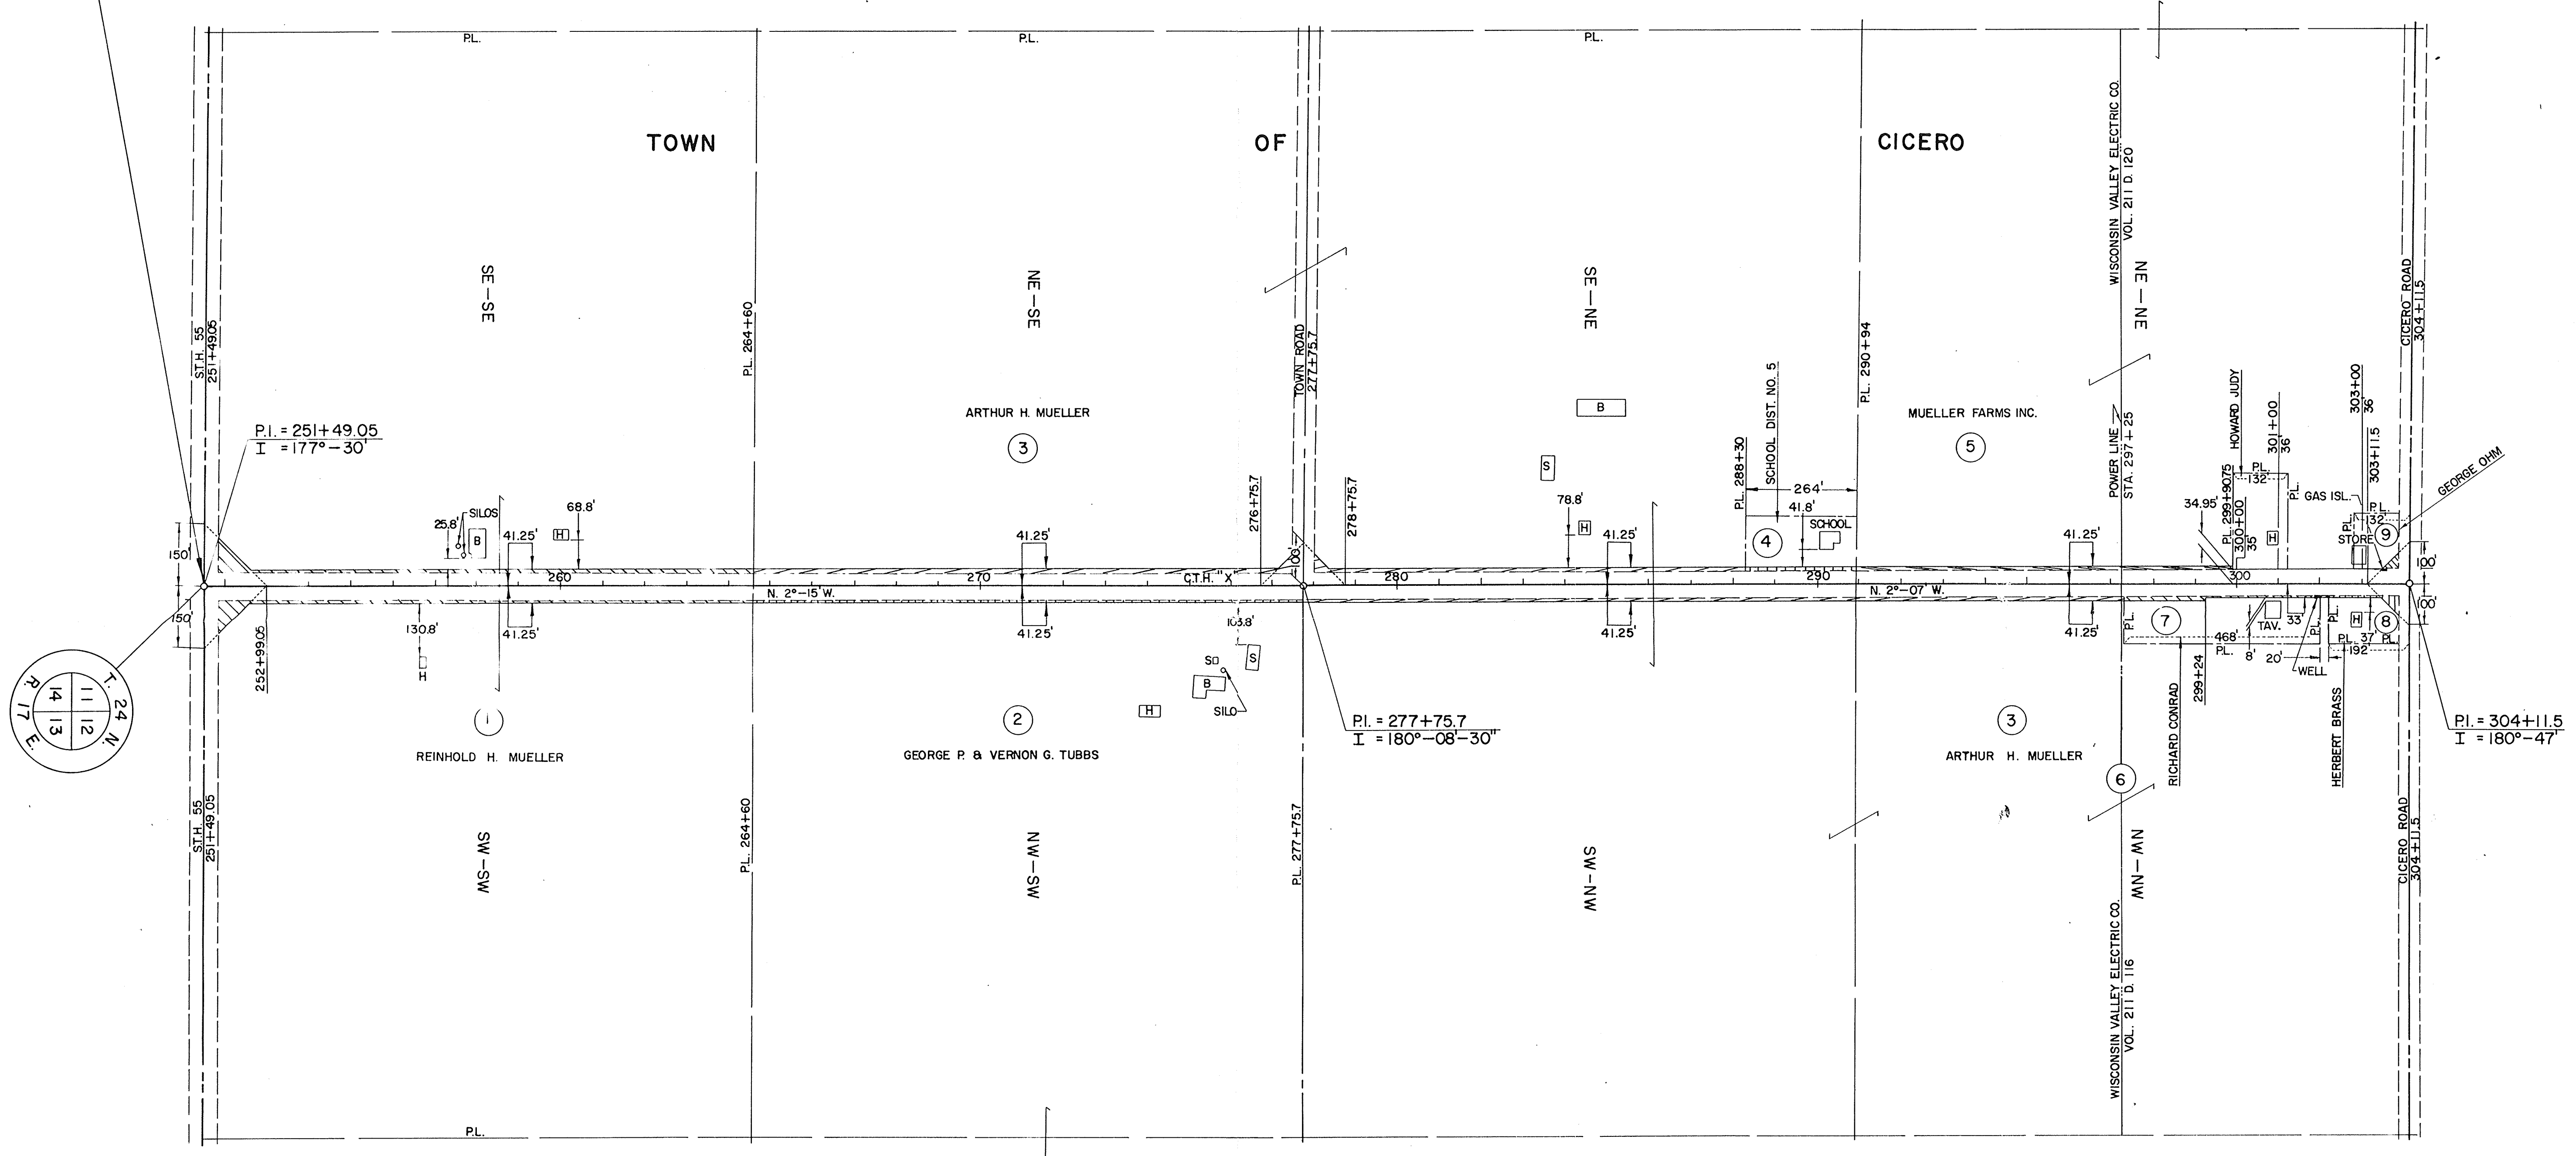 P.L.
P.L.
P.L.
TOWN OF CICERO
WISCONSIN VALLEY ELECTRIC CO.
VOL. 211 D. 120
SE-SE
NE-SE
SE-NE
NE-NE
S.T.H. 55
251+49.05
P.L. 264+60
TOWN ROAD
277+75.7
P.L. 290+94
CICERO ROAD
304+11.5
P.I. = 251+49.05
I = 177°-30'
ARTHUR H. MUELLER
3
B
S
78.8'
H
P.L. 288+30
SCHOOL DIST. NO. 5
264'
41.8'
SCHOOL
4
MUELLER FARMS INC.
5
POWER LINE
STA. 297+25
HOWARD JUDY
301+00
36'
303+00
36'
303+11.5
GEORGE OHM
P.L. 299+90.75
300+00
35'
34.95'
P.L.
132'
P.L.
H
GAS ISL.
P.L.
132'
P.L.
STORE
9
100'
150'
25.8'
SILOS
B
H
68.8'
41.25'
41.25'
276+75.7
100'
278+75.7
41.25'
41.25'
260
270
C.T.H. "X"
280
290
300
N. 2°-15' W.
N. 2°-07' W.
150'
252+99.05
130.8'
H
41.25'
41.25'
103.8'
S
S
B
SILO
H
41.25'
41.25'
P.L.
7
468'
P.L.
8'
TAV.
33'
P.L.
20'
WELL
P.L.
H
37'
P.L.
P.L.
192'
8
100'
299+24
RICHARD CONRAD
HERBERT BRASS
T. 24 N.
R. 17 E.
11 12
14 13
1
REINHOLD H. MUELLER
2
GEORGE P. & VERNON G. TUBBS
P.I. = 277+75.7
I = 180°-08'-30"
3
ARTHUR H. MUELLER
6
P.I. = 304+11.5
I = 180°-47'
S.T.H. 55
251+49.05
P.L. 264+60
P.L. 277+75.7
CICERO ROAD
304+11.5
SW-SW
NW-SW
SW-NW
NW-NW
WISCONSIN VALLEY ELECTRIC CO.
VOL. 211 D. 116
P.L.